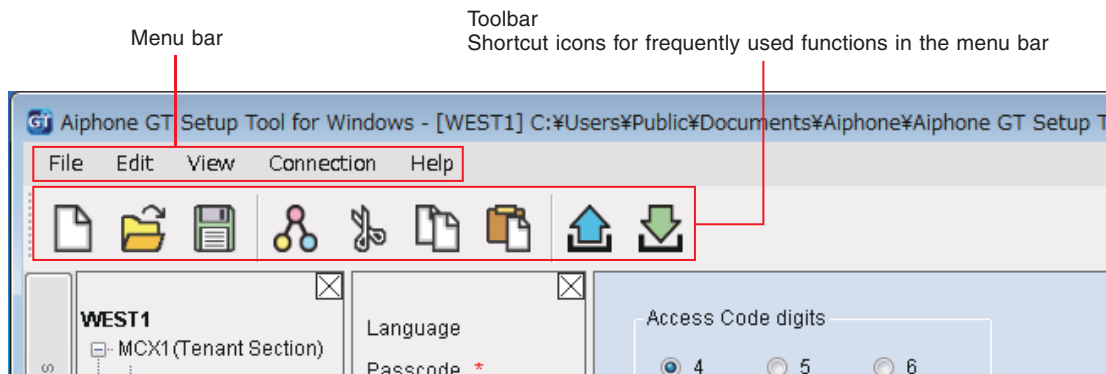 Toolbar
Menu bar
Shortcut icons for frequently used functions in the menu bar
GT Aiphone GT Setup Tool for Windows - [WEST1] C:¥Users¥Public¥Documents¥Aiphone¥Aiphone GT Setup T
File Edit View Connection Help
WEST1
MCX1(Tenant Section)
Language
Passcode *
Access Code digits
4 5 6